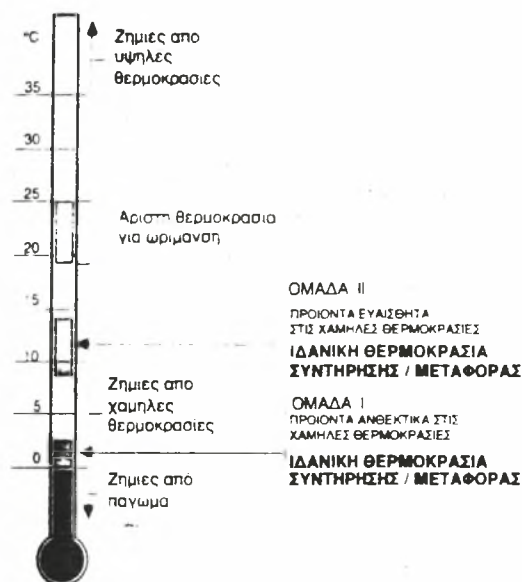 °C
Ζημιες απο
υψηλες
θερμοκρασιες
35
30
25
Αριστη θερμοκρασια
για ωριμανση
20
ΟΜΑΔΑ ΙΙ
15
ΠΡΟΙΟΝΤΑ ΕΥΑΙΣΘΗΤΑ
ΣΤΙΣ ΧΑΜΗΛΕΣ ΘΕΡΜΟΚΡΑΣΙΕΣ
ΙΔΑΝΙΚΗ ΘΕΡΜΟΚΡΑΣΙΑ
ΣΥΝΤΗΡΗΣΗΣ / ΜΕΤΑΦΟΡΑΣ
10
Ζημιες απο
χαμηλες
θερμοκρασιες
5
ΟΜΑΔΑ Ι
ΠΡΟΙΟΝΤΑ ΑΝΘΕΚΤΙΚΑ ΣΤΙΣ
ΧΑΜΗΛΕΣ ΘΕΡΜΟΚΡΑΣΙΕΣ
ΙΔΑΝΙΚΗ ΘΕΡΜΟΚΡΑΣΙΑ
ΣΥΝΤΗΡΗΣΗΣ / ΜΕΤΑΦΟΡΑΣ
0
Ζημιες από
παγωμα